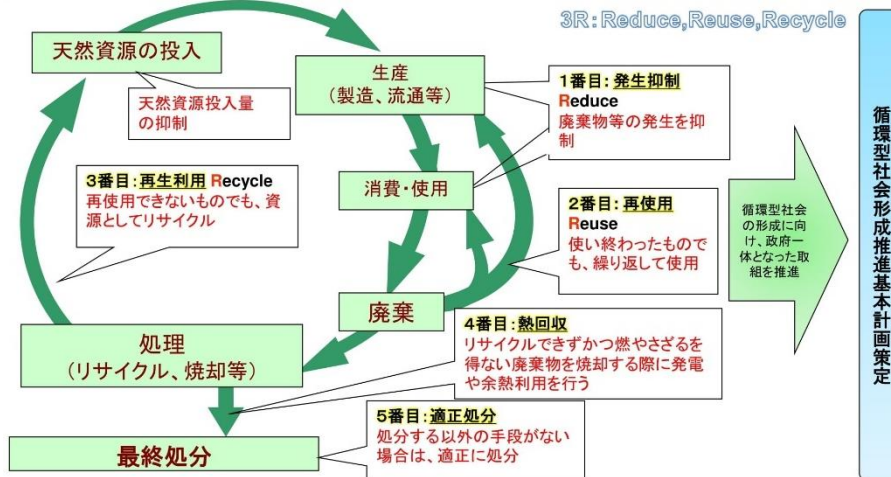 3R:Reduce,Reuse,Recycle
天然資源の投入
天然資源投入量
の抑制
生産
(製造、流通等)
1番目:発生抑制
Reduce
廃棄物等の発生を抑
制
3番目:再生利用 Recycle
再使用できないものでも、資
源としてリサイクル
消費・使用
2番目:再使用
Reuse
使い終わったもので
も、繰り返して使用
廃棄
処理
(リサイクル、焼却等)
4番目:熱回収
リサイクルできずかつ燃やさざるを
得ない廃棄物を焼却する際に発電
や余熱利用を行う
最終処分
5番目:適正処分
処分する以外の手段がない
場合は、適正に処分
循環型社会
の形成に向
け、政府一
体となった取
組を推進
循環型社会形成推進基本計画策定